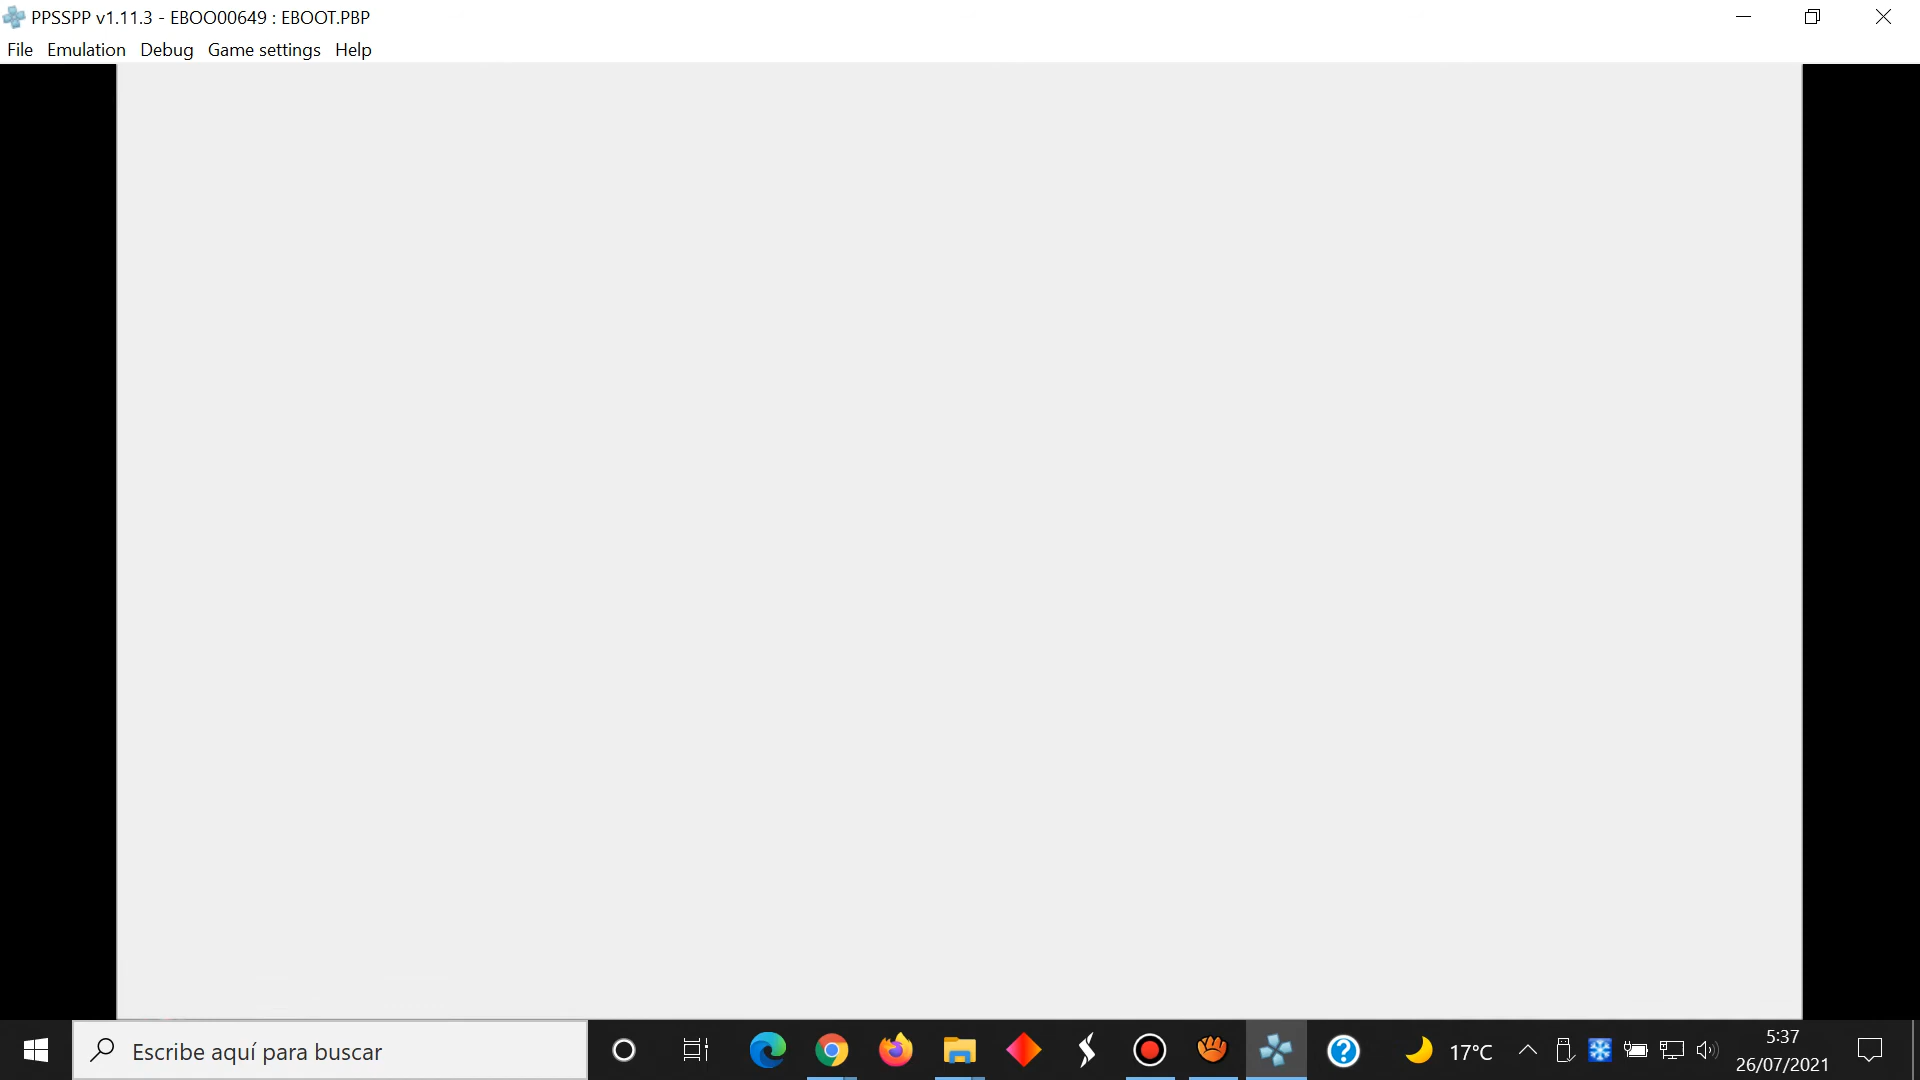 PPSSPP v1.11.3 - EBOO00649 : EBOOT.PBP
File Emulation Debug Game settings Help
Escribe aquí para buscar
17°C
5:37
26/07/2021